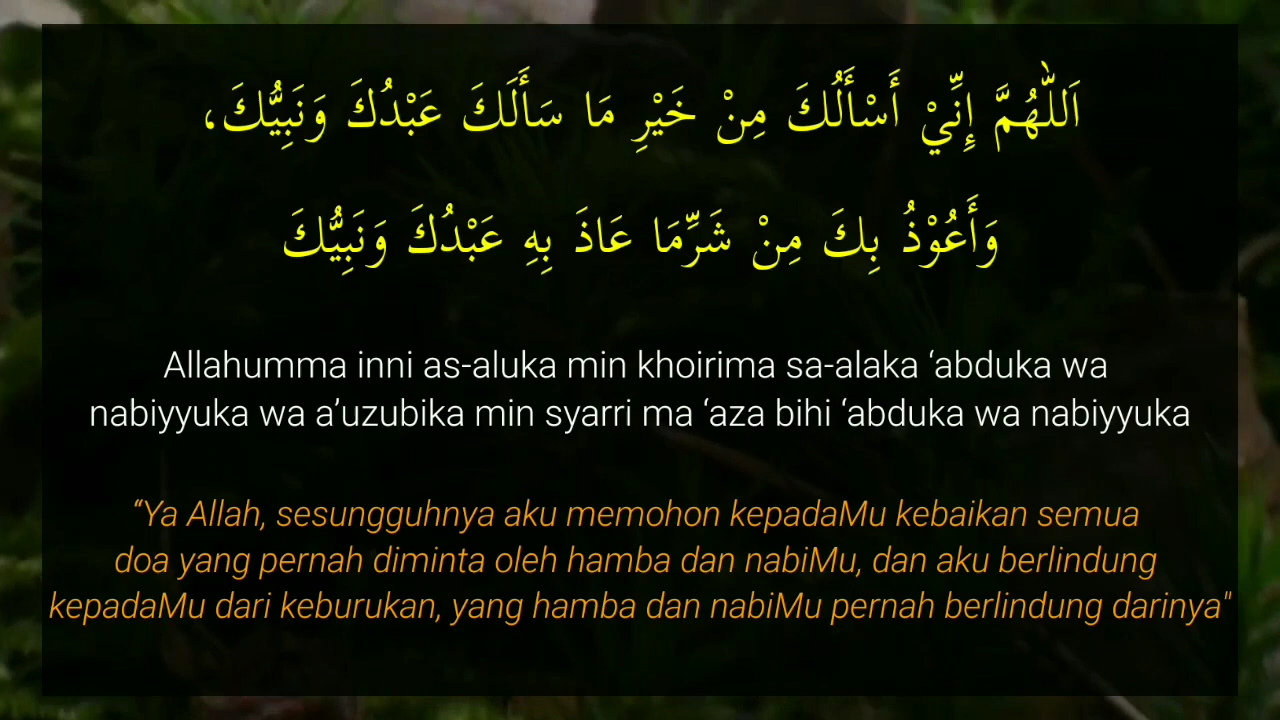 اَللّٰهُمَّ إِنِّيْ أَسْأَلُكَ مِنْ خَيْرِ مَا سَأَلَكَ عَبْدُكَ وَنَبِيُّكَ،
وَأَعُوْذُ بِكَ مِنْ شَرِّمَا عَاذَ بِهِ عَبْدُكَ وَنَبِيُّكَ
Allahumma inni as-aluka min khoirima sa-alaka ‘abduka wa
nabiyyuka wa a’uzubika min syarri ma ‘aza bihi ‘abduka wa nabiyyuka
“Ya Allah, sesungguhnya aku memohon kepadaMu kebaikan semua
doa yang pernah diminta oleh hamba dan nabiMu, dan aku berlindung
kepadaMu dari keburukan, yang hamba dan nabiMu pernah berlindung darinya"